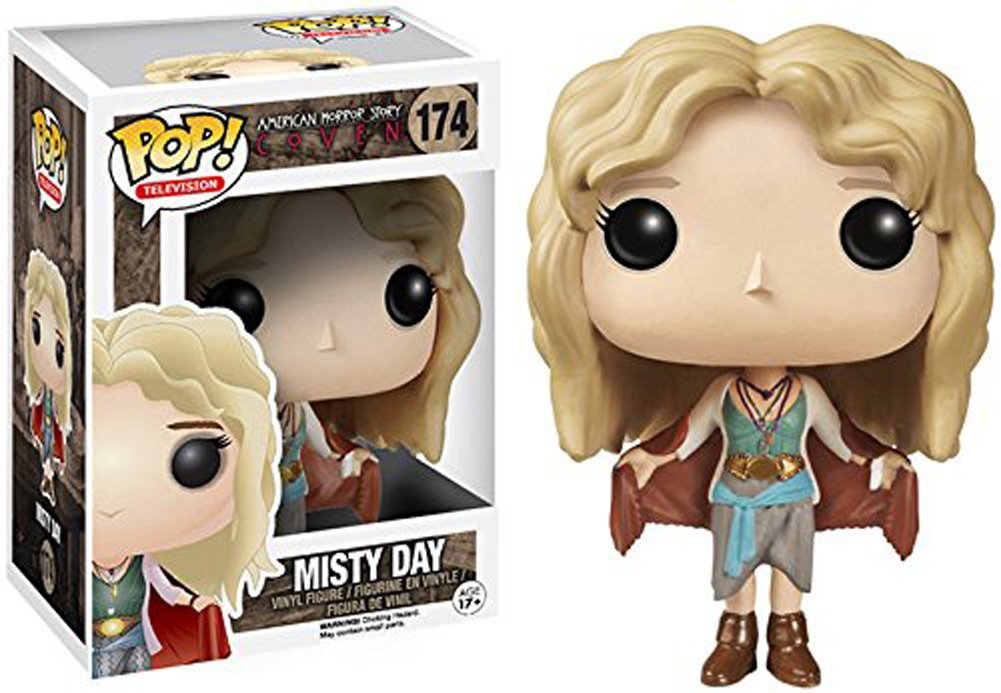 POP!
POP!
TELEVISION
AMERICAN HORROR STORY
COVEN
174
MISTY DAY
MISTY DAY
VINYL FIGURE / FIGURINE EN VINYLE /
FIGURA DE VINIL
AGE
17+
WARNING: Choking Hazard.
May contain small parts.